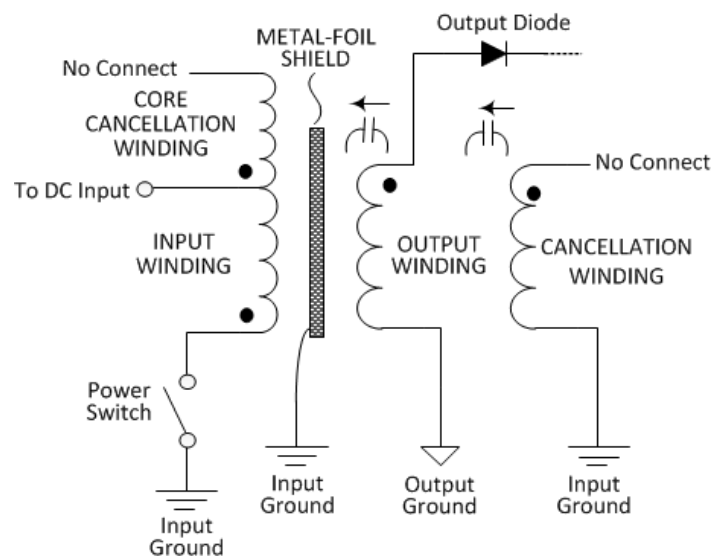 Output Diode
METAL-FOIL
SHIELD
No Connect
CORE
CANCELLATION
WINDING
No Connect
To DC Input
INPUT
WINDING
OUTPUT
WINDING
CANCELLATION
WINDING
Power
Switch
Input
Ground
Output
Ground
Input
Ground
Input
Ground